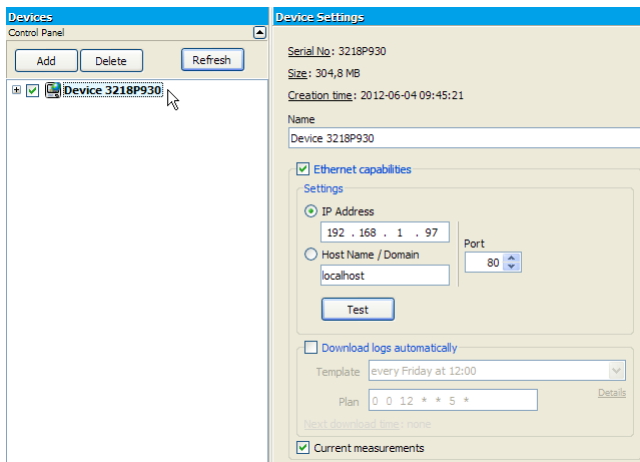 Devices
Control Panel
Add Delete Refresh
Device 3218P930
Device Settings
Serial No: 3218P930
Size: 304,8 MB
Creation time: 2012-06-04 09:45:21
Name
Device 3218P930
Ethernet capabilities
Settings
IP Address
192 . 168 . 1 . 97
Host Name / Domain
localhost
Port
80
Test
Download logs automatically
Template every Friday at 12:00
Plan 0 0 12 * * 5 * Details
Next download time: none
Current measurements